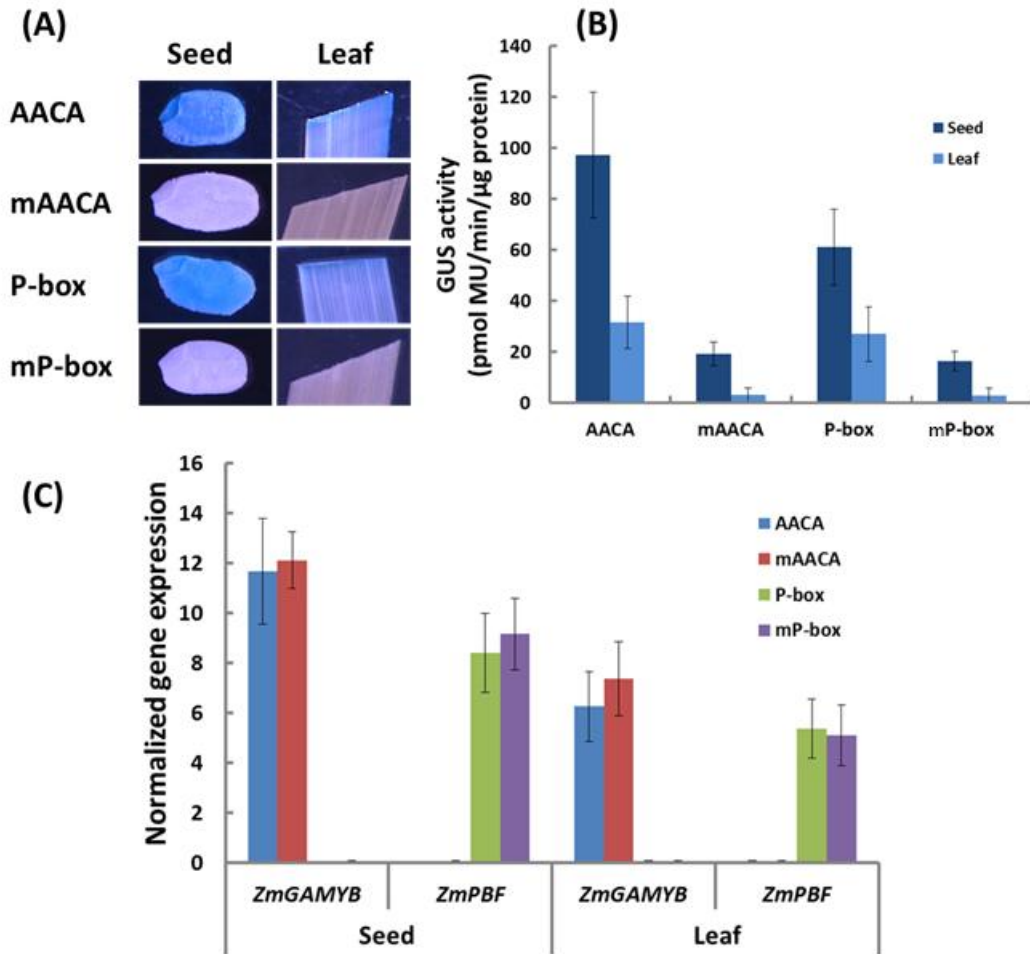 (A)
Seed Leaf
AACA
mAACA
P-box
mP-box
(B)
GUS activity
(pmol MU/min/µg protein)
140
120
100
80
60
40
20
0
Seed
Leaf
AACA mAACA P-box mP-box
(C)
Normalized gene expression
16
14
12
10
8
6
4
2
0
AACA
mAACA
P-box
mP-box
ZmGAMYB ZmPBF ZmGAMYB ZmPBF
Seed Leaf